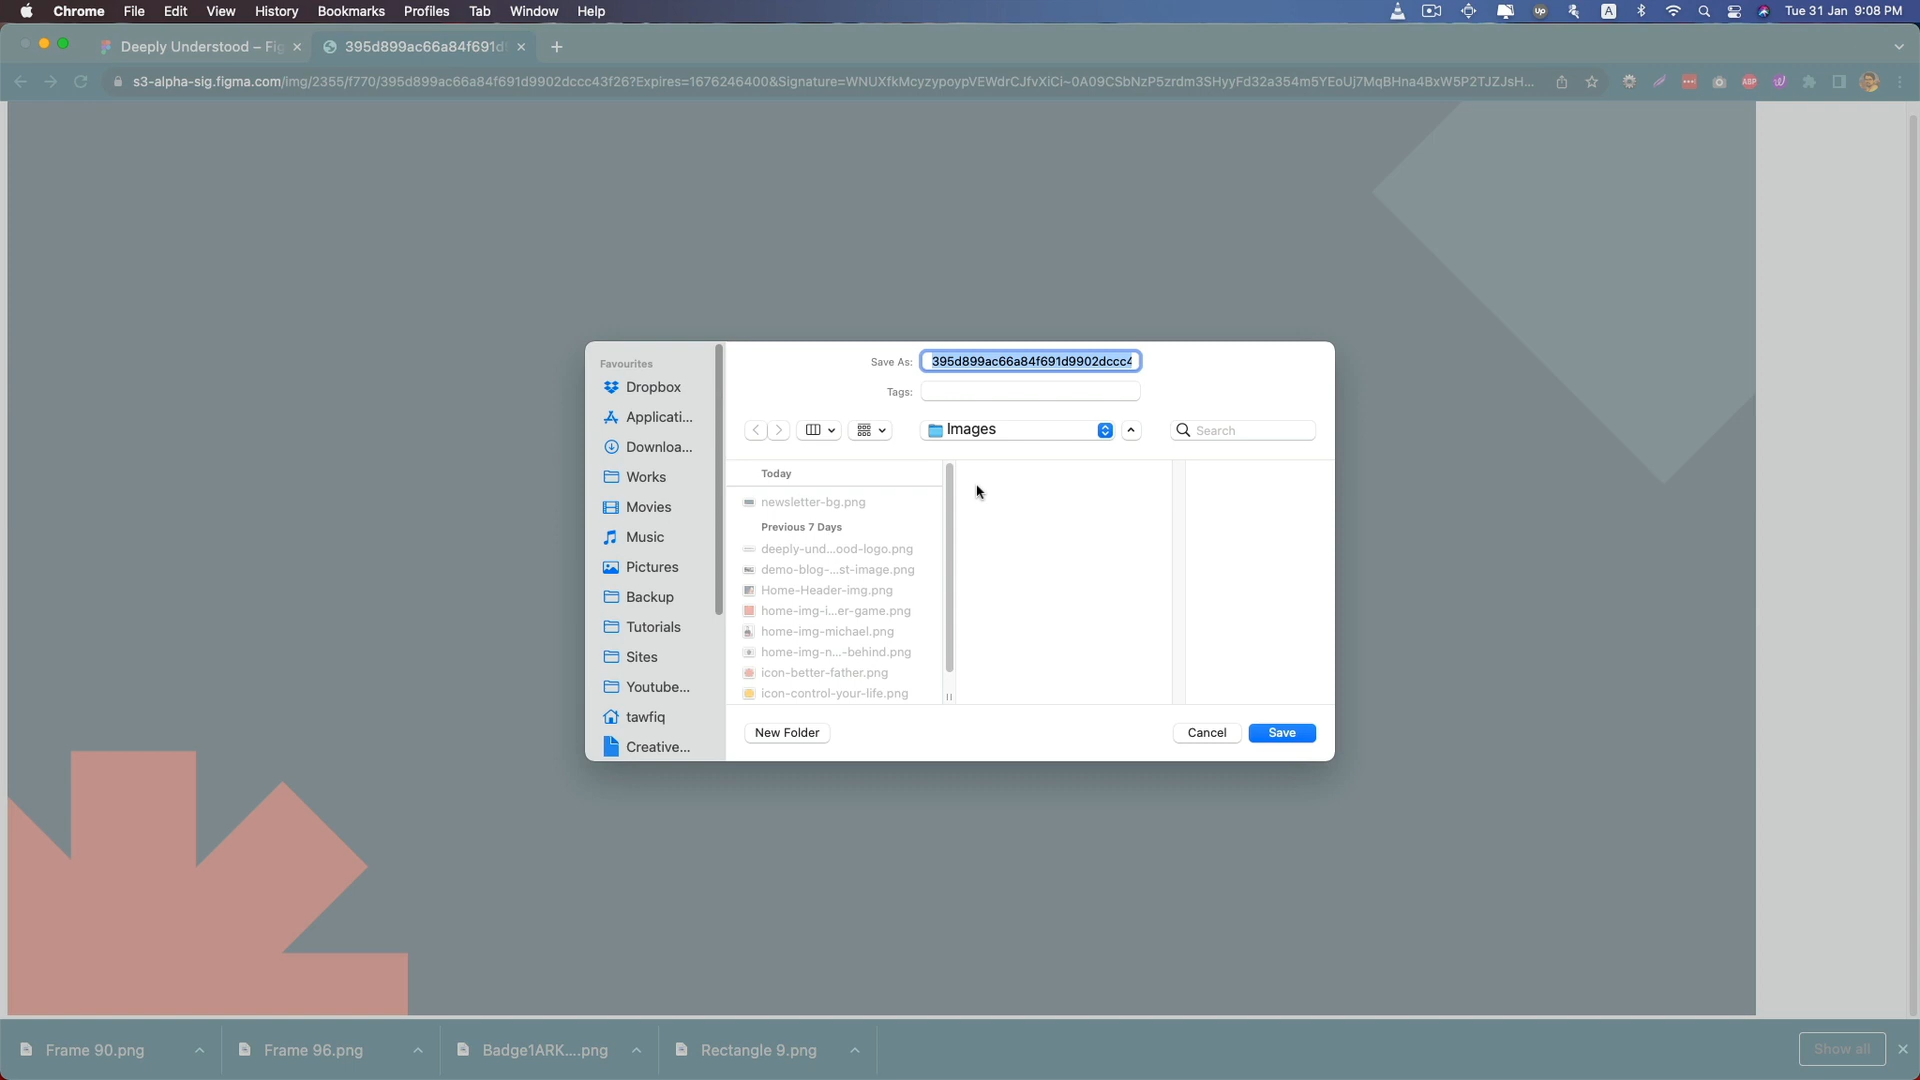 Chrome File Edit View History Bookmarks Profiles Tab Window Help Up A Tue 31 Jan 9:08 PM
Deeply Understood – Fig 395d899ac66a84f691d9
s3-alpha-sig.figma.com/img/2355/f770/395d899ac66a84f691d9902dccc43f26?Expires=1676246400&Signature=WNUXfkMcyzypoypVEWdrCJfvXiCi~0A09CSbNzP5zrdm3SHyyFd32a354m5YEoUj7MqBHna4BxW5P2TJZJsH... ABP
Favourites
Dropbox
Applicati...
Downloa...
Works
Movies
Music
Pictures
Backup
Tutorials
Sites
Youtube...
tawfiq
Creative...
Save As: 395d899ac66a84f691d9902dccc4
Tags:
Images
Search
Today
newsletter-bg.png
Previous 7 Days
deeply-und...ood-logo.png
demo-blog-...st-image.png
Home-Header-img.png
home-img-i...er-game.png
home-img-michael.png
home-img-n...-behind.png
icon-better-father.png
icon-control-your-life.png
New Folder
Cancel
Save
Frame 90.png
Frame 96.png
Badge1ARK....png
Rectangle 9.png
Show all